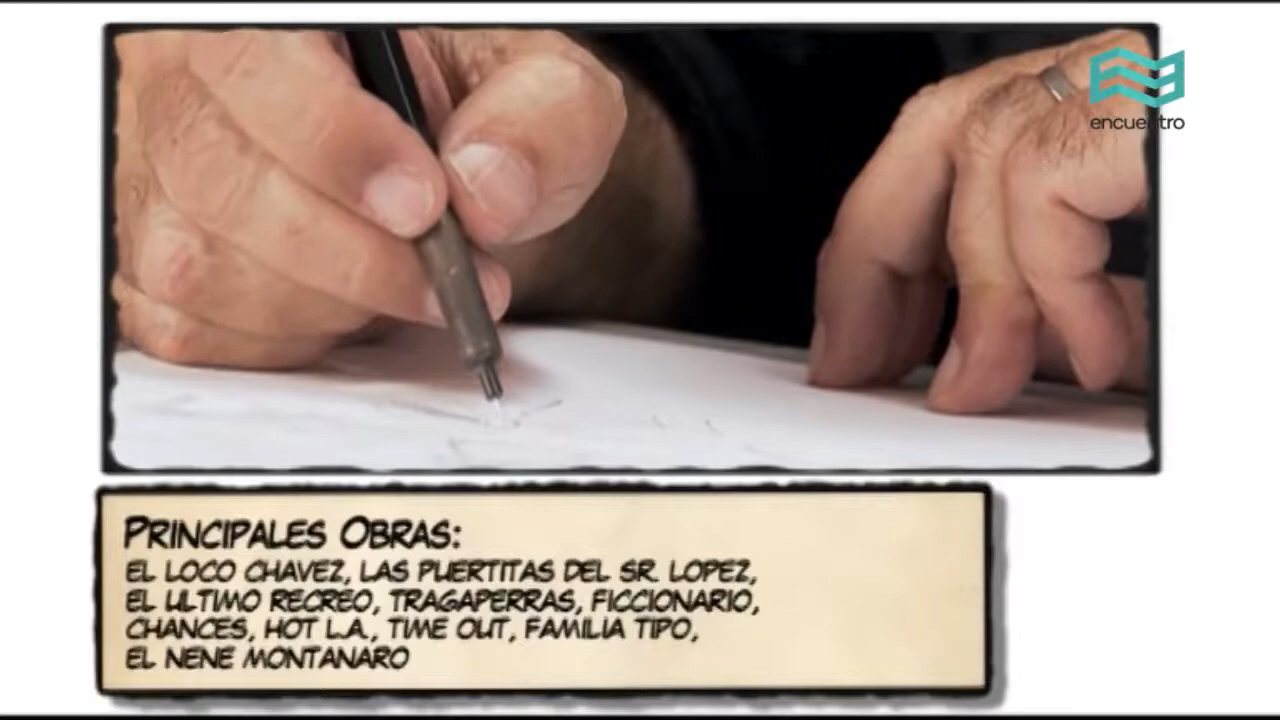 encuentro
PRINCIPALES OBRAS:
EL LOCO CHAVEZ, LAS PUERTITAS DEL SR. LOPEZ,
EL ULTIMO RECREO, TRAGAPERRAS, FICCIONARIO,
CHANCES, HOT L.A., TIME OUT, FAMILIA TIPO,
EL NENE MONTANARO